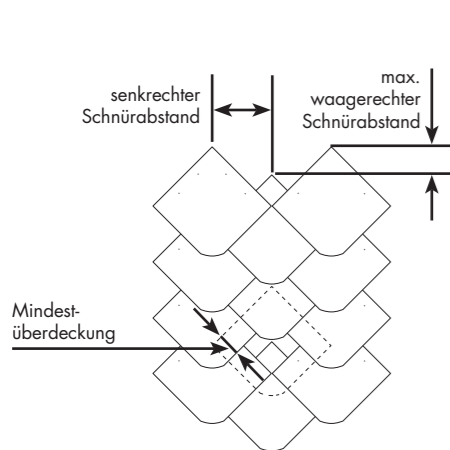 senkrechter
Schnürabstand
max.
waagerechter
Schnürabstand
Mindest-
überdeckung